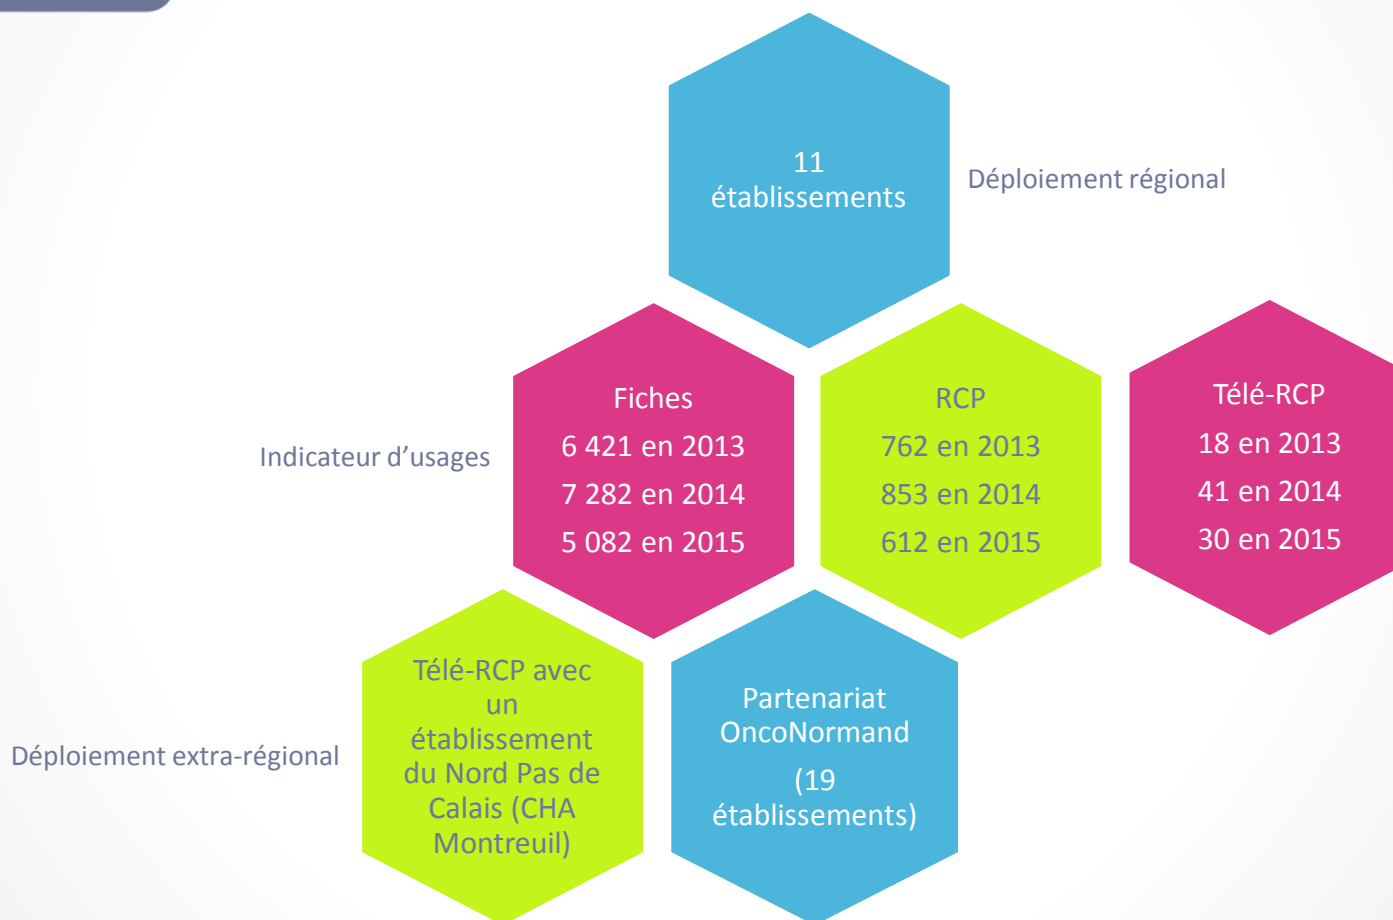 11
établissements
Déploiement régional
Indicateur d’usages
Fiches
6 421 en 2013
7 282 en 2014
5 082 en 2015
RCP
762 en 2013
853 en 2014
612 en 2015
Télé-RCP
18 en 2013
41 en 2014
30 en 2015
Déploiement extra-régional
Télé-RCP avec
un
établissement
du Nord Pas de
Calais (CHA
Montreuil)
Partenariat
OncoNormand
(19
établissements)